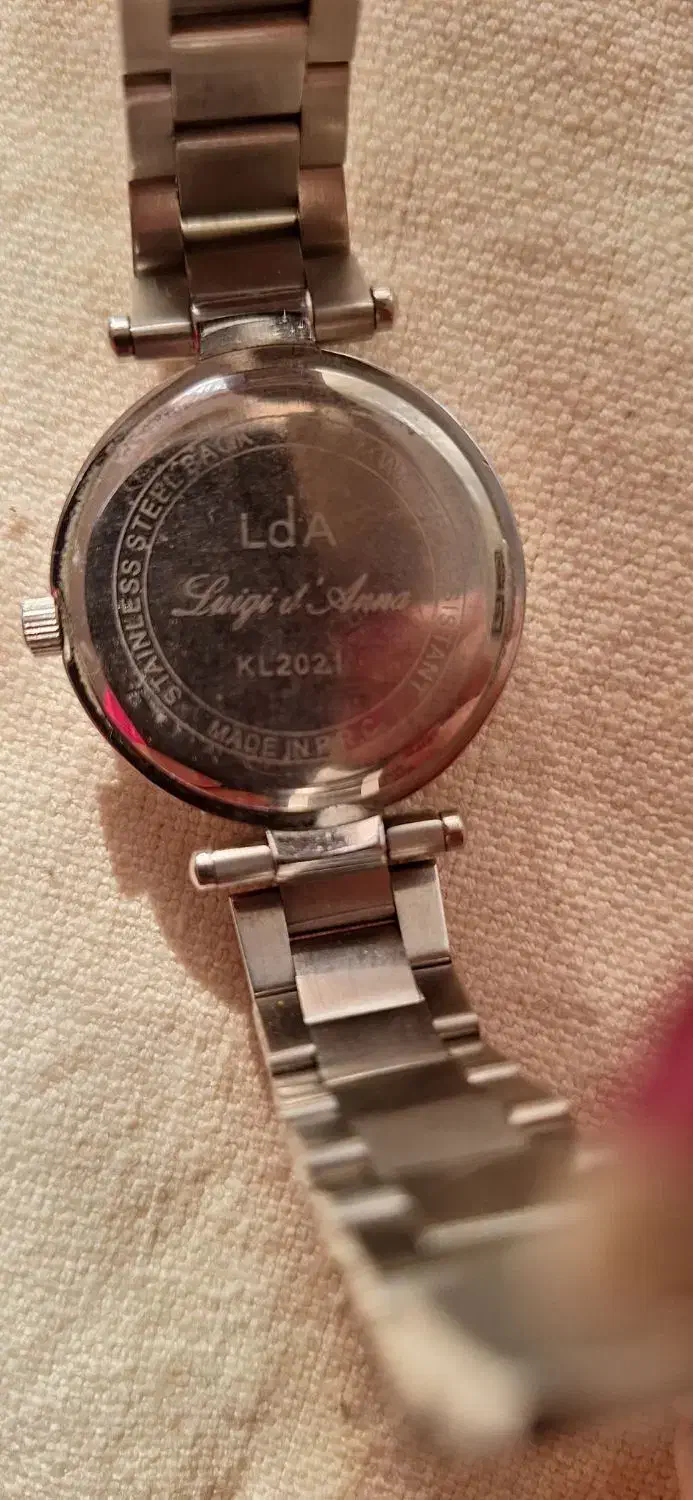 LdA
Luigi d'Anna
KL2021
STAINLESS STEEL BACK
MADE IN P.R.C.